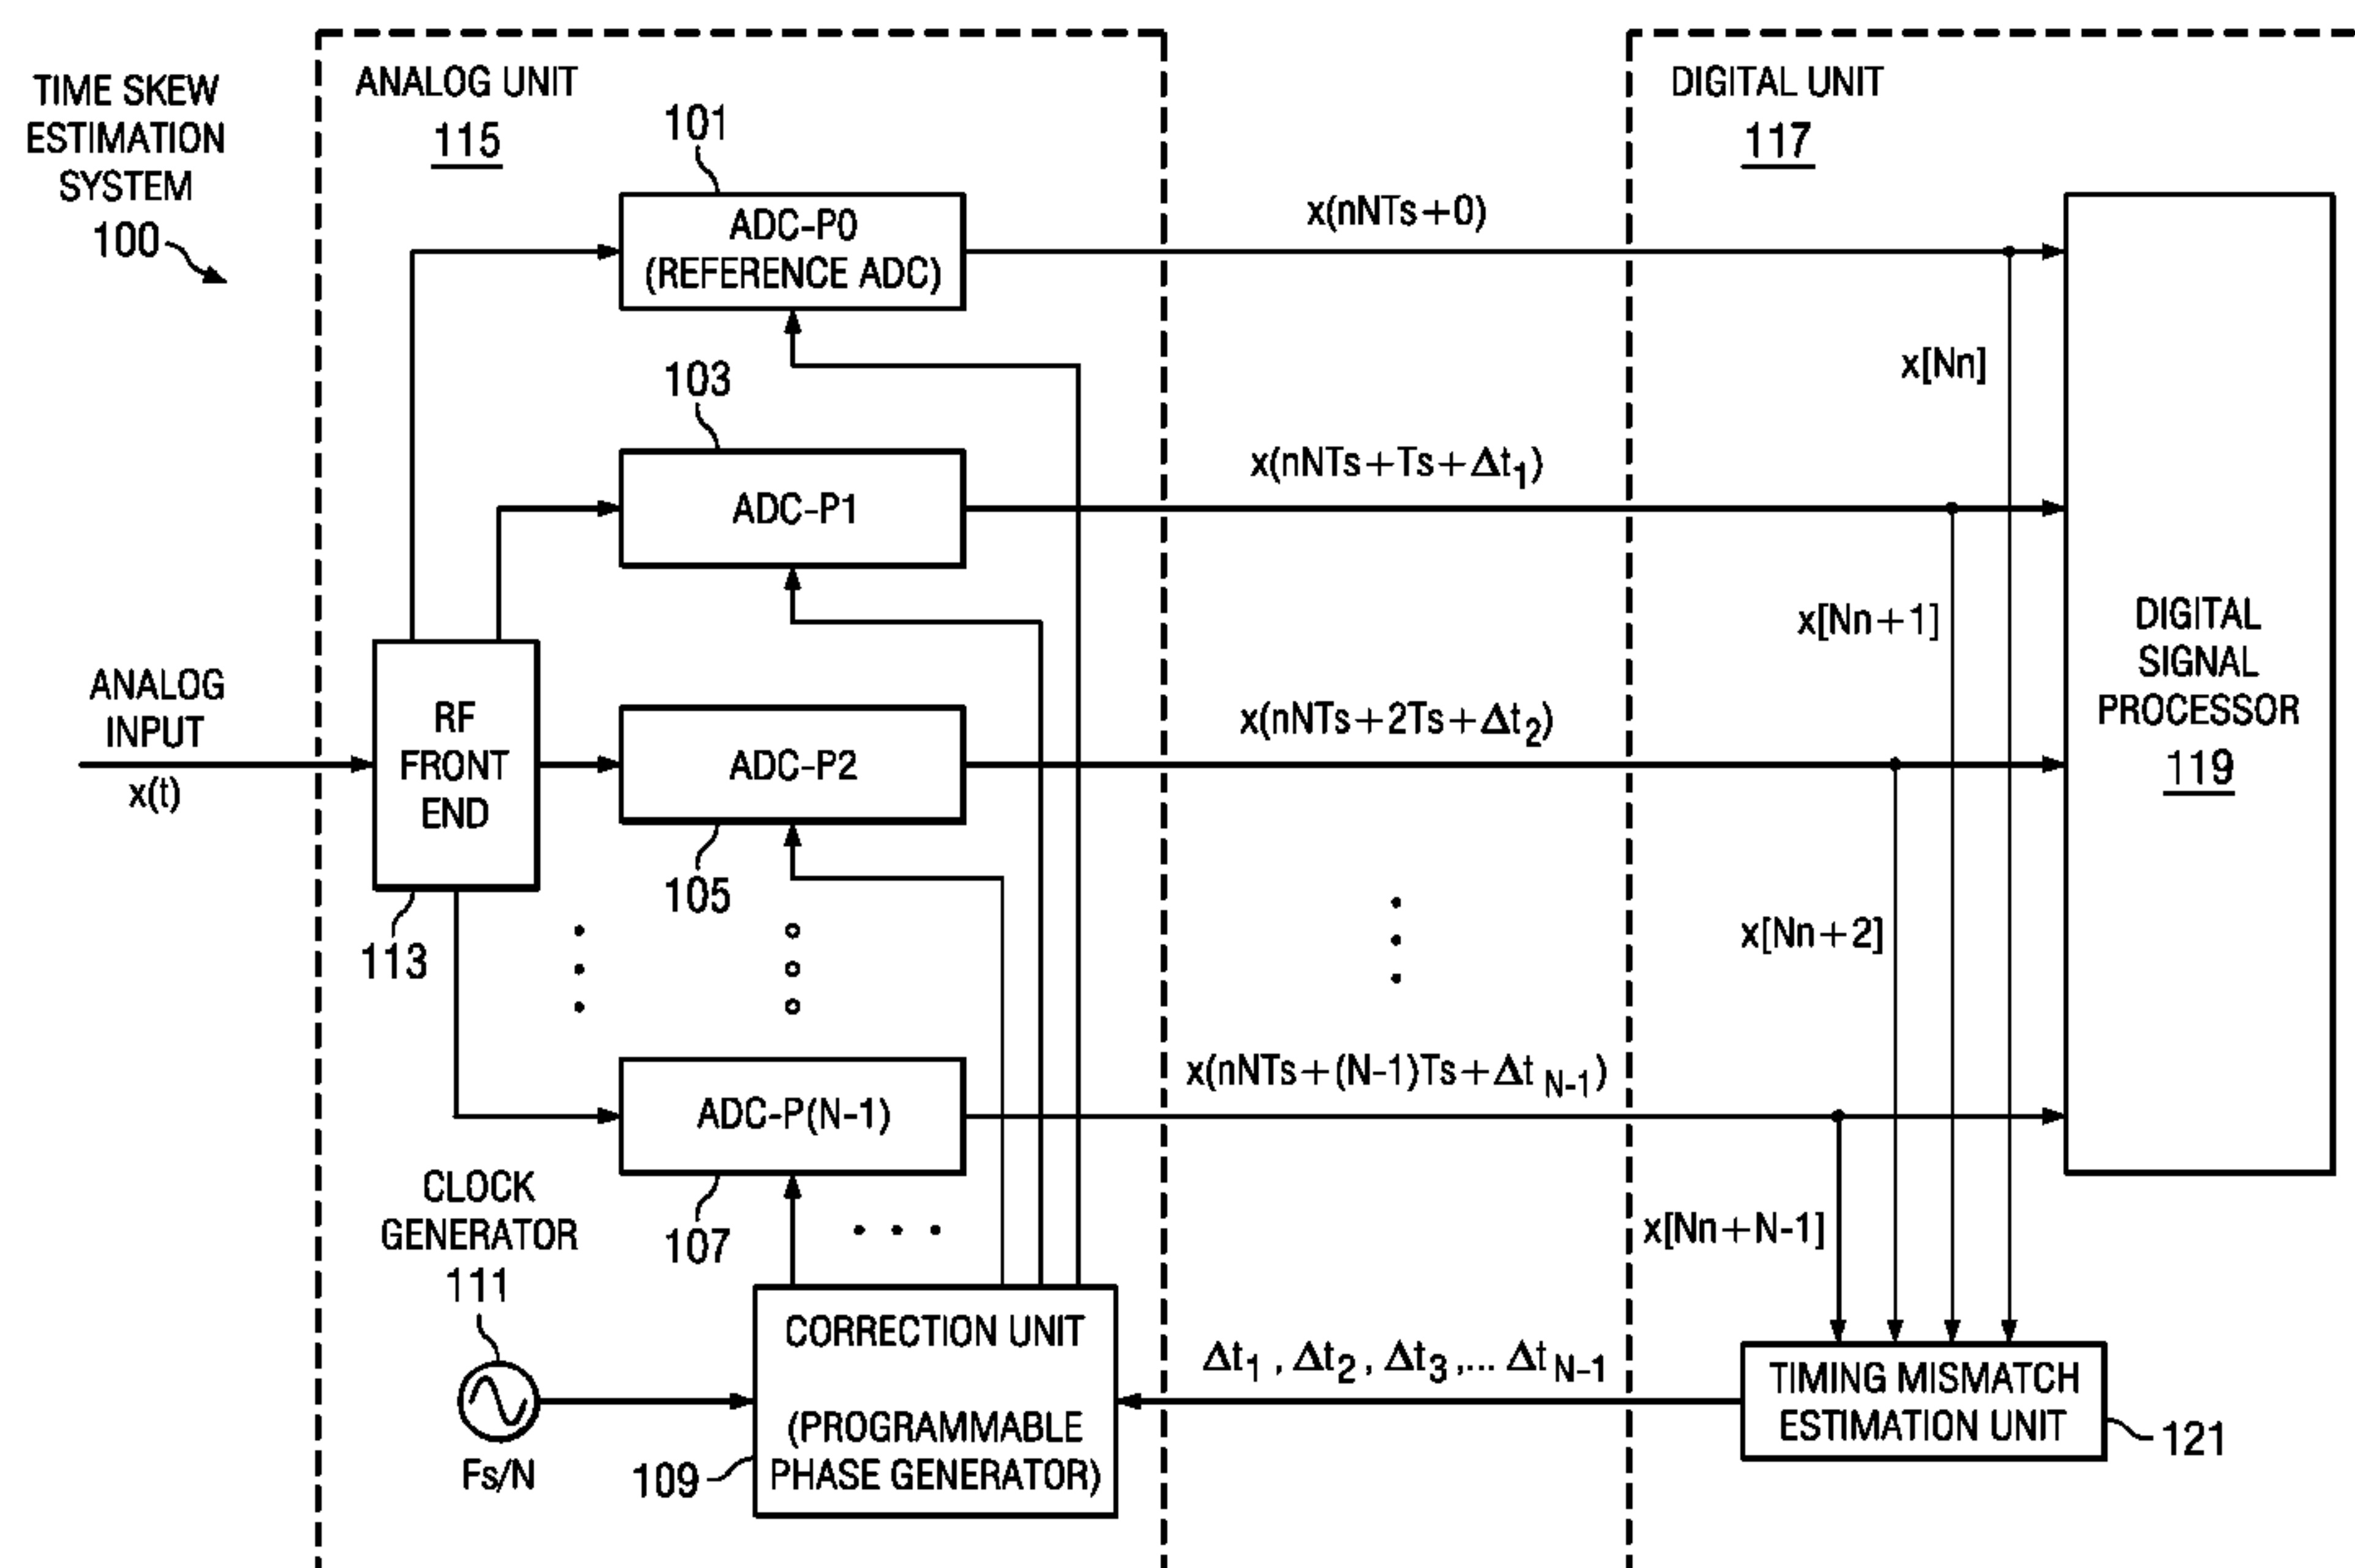 TIME SKEW
ESTIMATION
SYSTEM
100
ANALOG UNIT
115
DIGITAL UNIT
117
101
ADC-P0
(REFERENCE ADC)
x(nNTs+0)
x[Nn]
103
ADC-P1
x(nNTs+Ts+Δt1)
x[Nn+1]
ANALOG
INPUT
x(t)
RF
FRONT
END
113
ADC-P2
105
x(nNTs+2Ts+Δt2)
x[Nn+2]
DIGITAL
SIGNAL
PROCESSOR
119
ADC-P(N-1)
107
x(nNTs+(N-1)Ts+Δt N-1)
x[Nn+N-1]
CLOCK
GENERATOR
111
Fs/N
CORRECTION UNIT
(PROGRAMMABLE
PHASE GENERATOR)
109
Δt1 , Δt2 , Δt3 ,... Δt N-1
TIMING MISMATCH
ESTIMATION UNIT
121